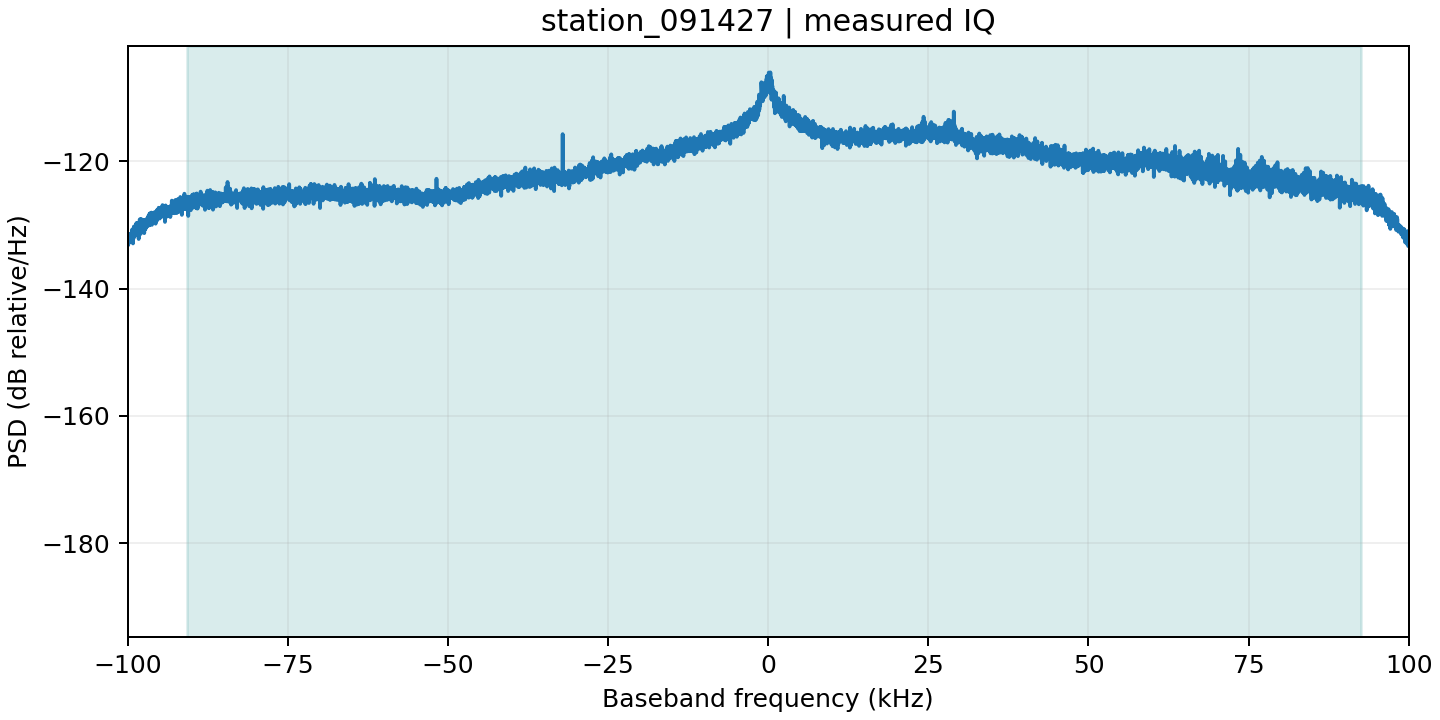 station_091427 | measured IQ
PSD (dB relative/Hz)
−120
−140
−160
−180
−100 −75 −50 −25 0 25 50 75 100
Baseband frequency (kHz)